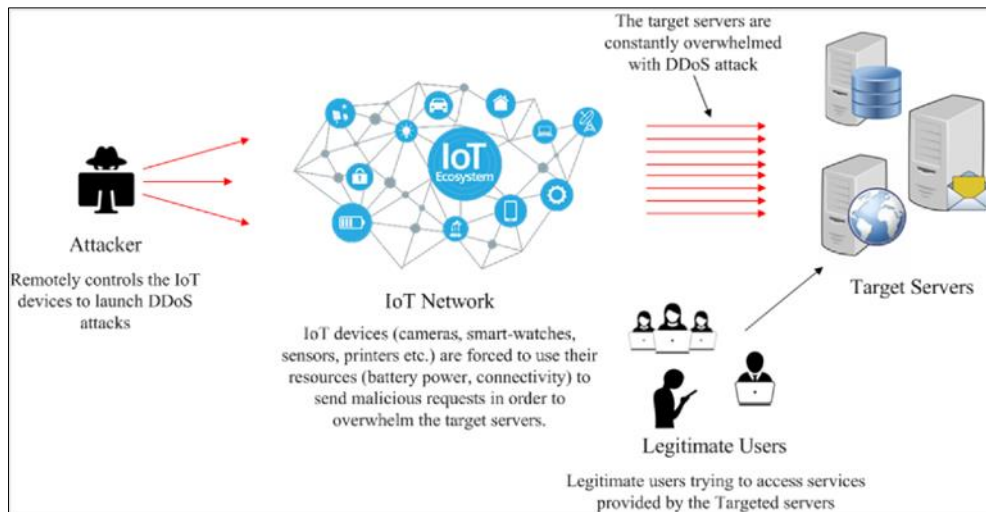 The target servers are
constantly overwhelmed
with DDoS attack
IoT
Ecosystem
Attacker
Remotely controls the IoT
devices to launch DDoS
attacks
IoT Network
IoT devices (cameras, smart-watches,
sensors, printers etc.) are forced to use their
resources (battery power, connectivity) to
send malicious requests in order to
overwhelm the target servers.
Target Servers
Legitimate Users
Legitimate users trying to access services
provided by the Targeted servers